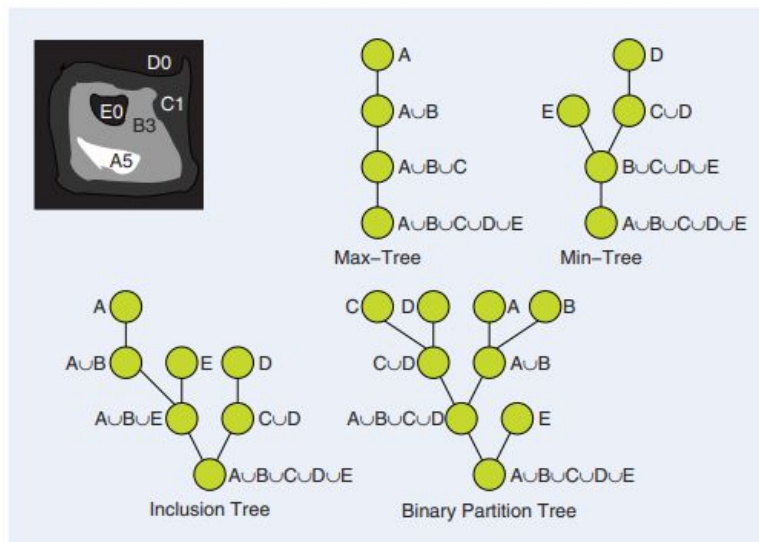 D0
C1
E0
B3
A5
A
A∪B
A∪B∪C
A∪B∪C∪D∪E
Max–Tree
D
E
C∪D
B∪C∪D∪E
A∪B∪C∪D∪E
Min–Tree
A
A∪B
E
D
A∪B∪E
C∪D
A∪B∪C∪D∪E
Inclusion Tree
C
D
A
B
C∪D
A∪B
A∪B∪C∪D
E
A∪B∪C∪D∪E
Binary Partition Tree